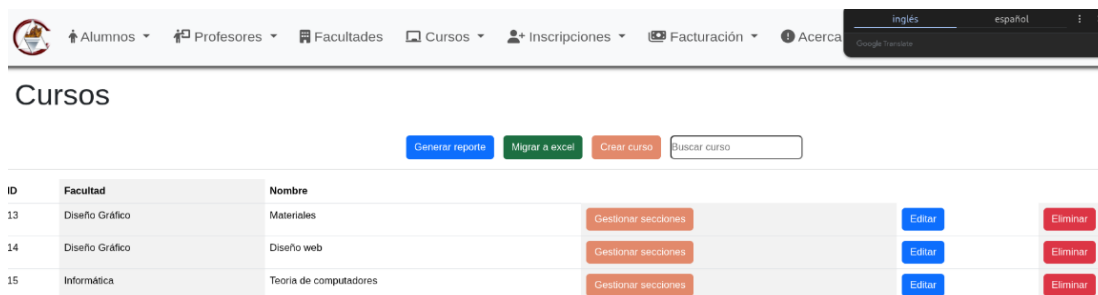 inglés español
Google Translate
Alumnos Profesores Facultades Cursos Inscripciones Facturación Acerca
Cursos
Generar reporte Migrar a excel Crear curso Buscar curso
ID Facultad Nombre
13 Diseño Gráfico Materiales Gestionar secciones Editar Eliminar
14 Diseño Gráfico Diseño web Gestionar secciones Editar Eliminar
15 Informática Teoria de computadores Gestionar secciones Editar Eliminar